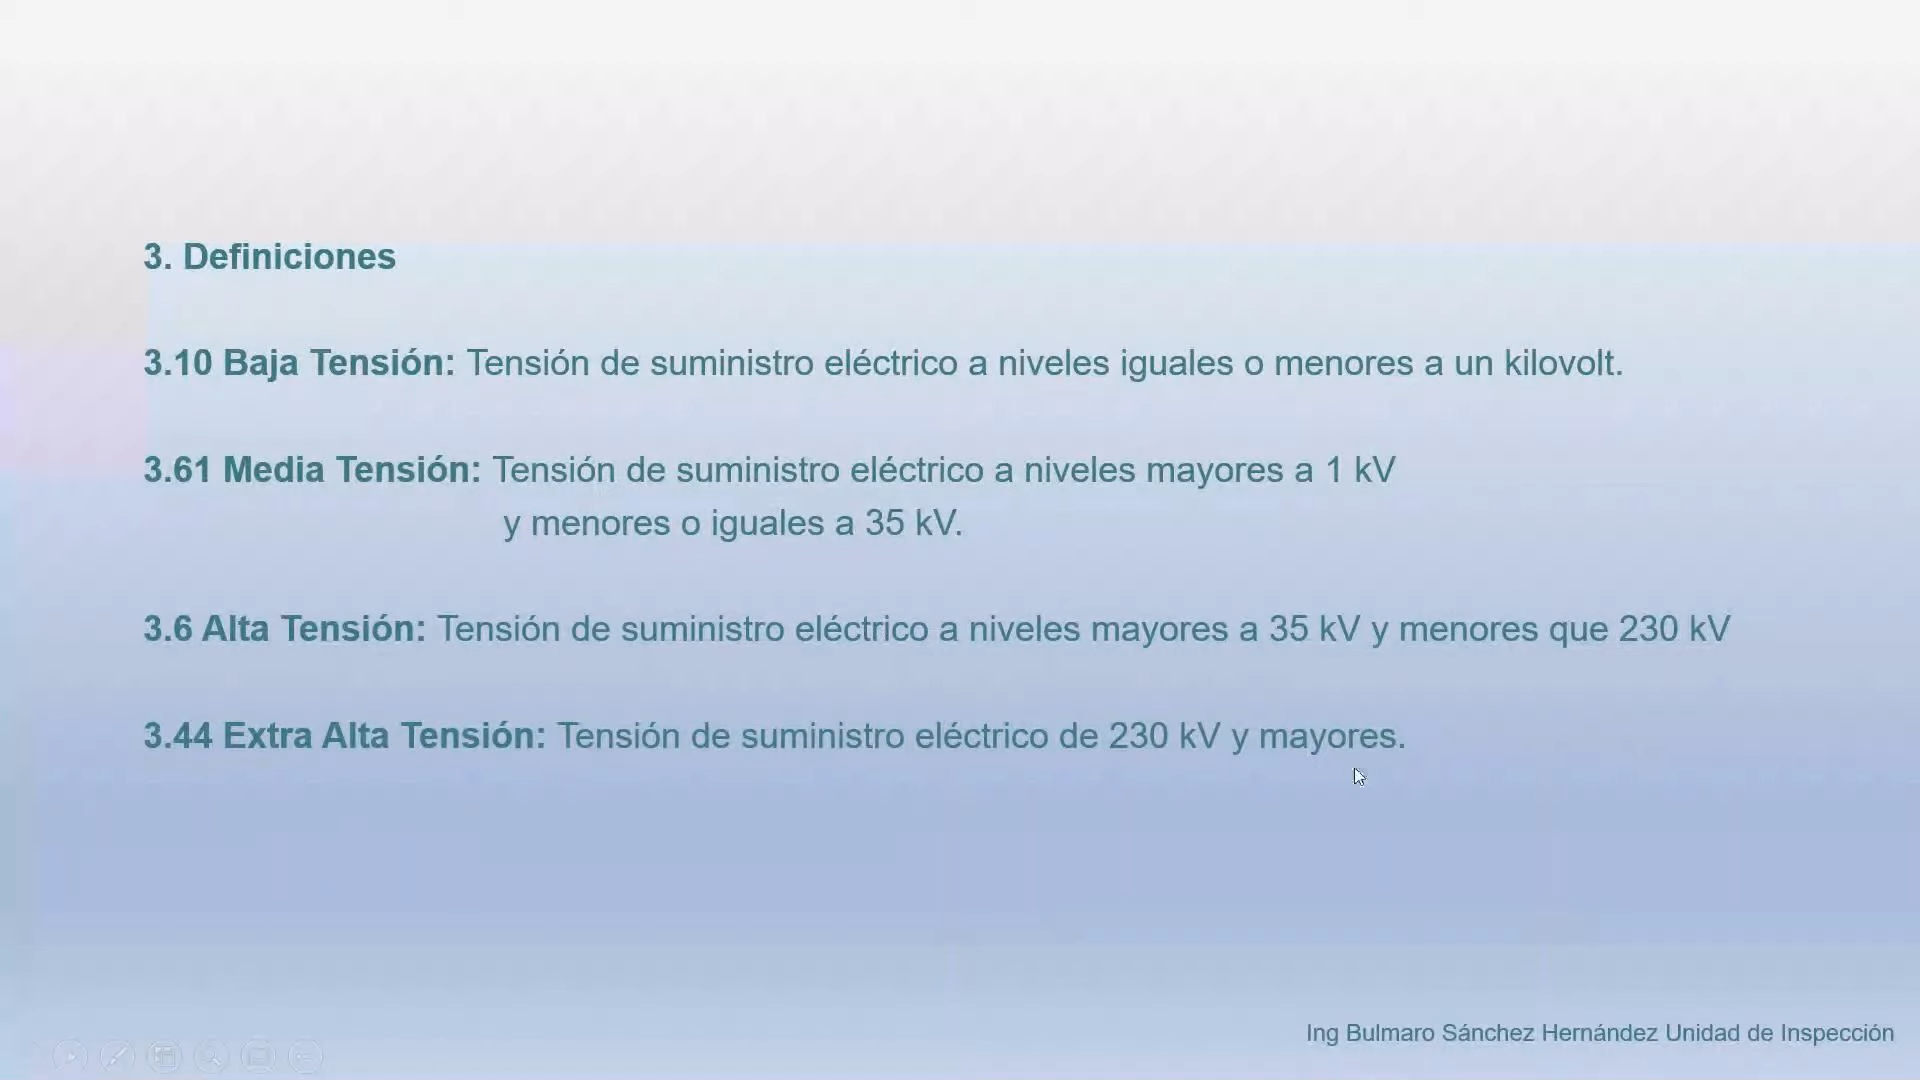 3. Definiciones
3.10 Baja Tensión: Tensión de suministro eléctrico a niveles iguales o menores a un kilovolt.
3.61 Media Tensión: Tensión de suministro eléctrico a niveles mayores a 1 kV
y menores o iguales a 35 kV.
3.6 Alta Tensión: Tensión de suministro eléctrico a niveles mayores a 35 kV y menores que 230 kV
3.44 Extra Alta Tensión: Tensión de suministro eléctrico de 230 kV y mayores.
Ing Bulmaro Sánchez Hernández Unidad de Inspección